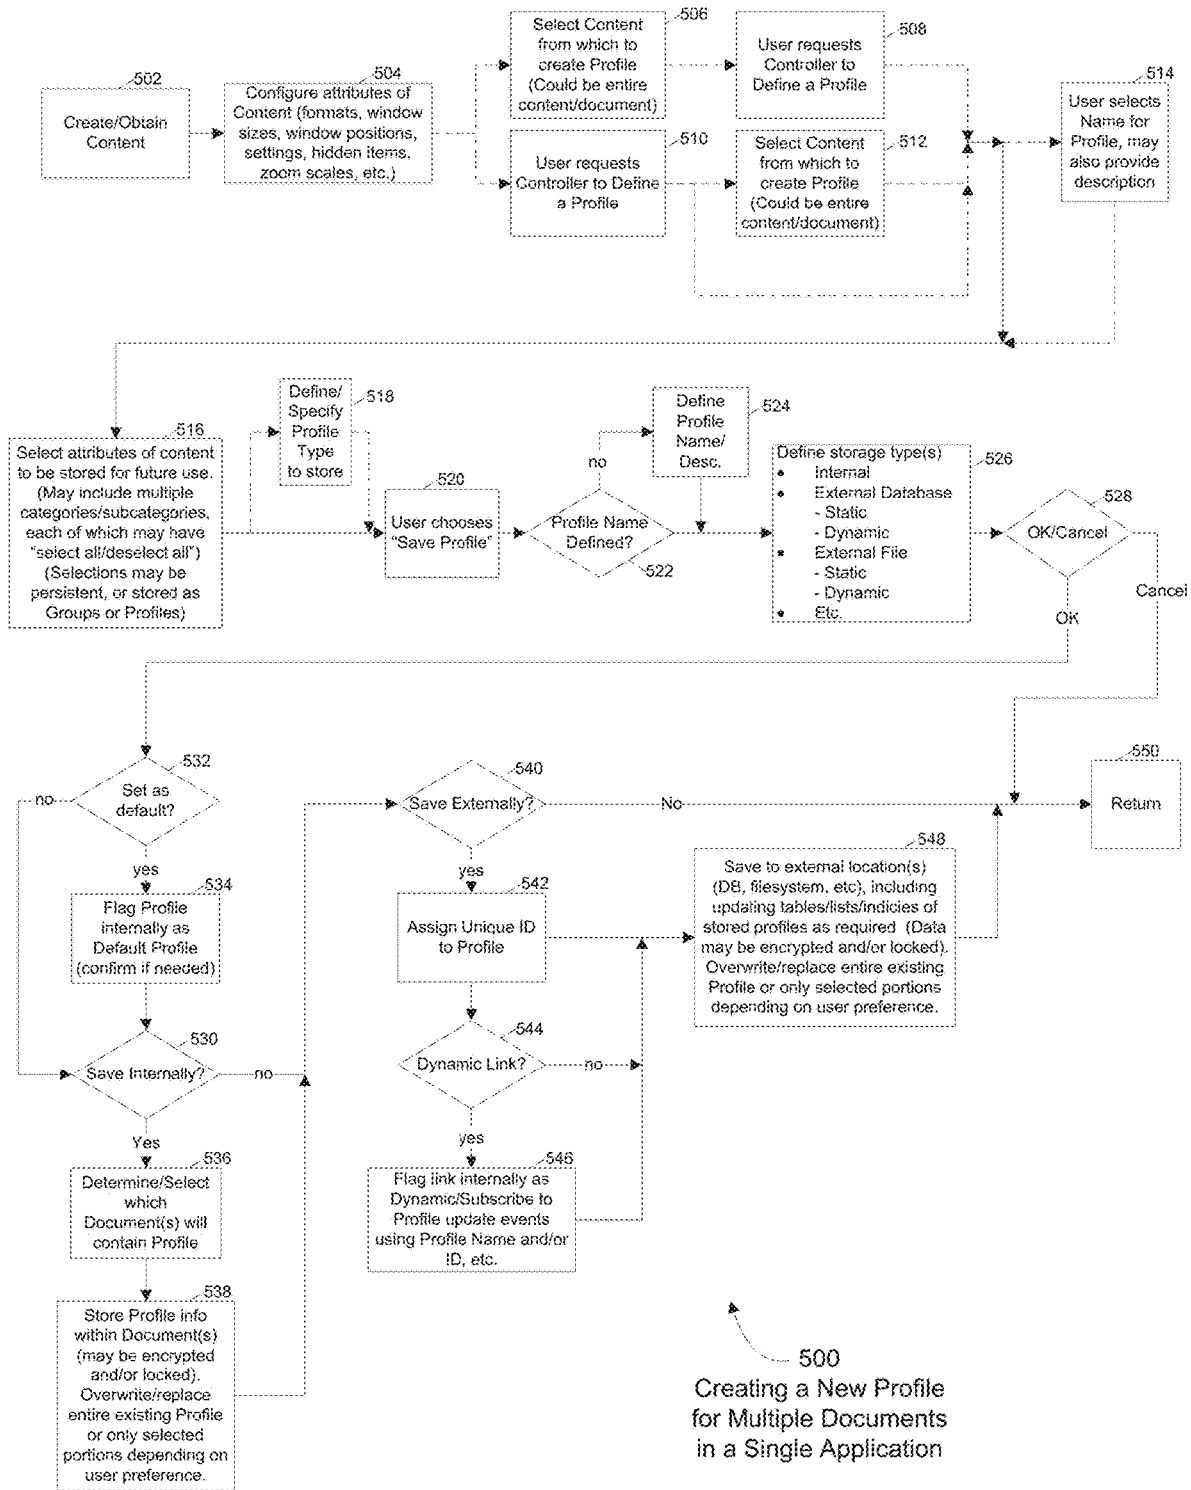 502
Create/Obtain
Content
504
Configure attributes of
Content (formats, window
sizes, window positions,
settings, hidden items,
zoom scales, etc.)
506
Select Content
from which to
create Profile
(Could be entire
content/document)
508
User requests
Controller to
Define a Profile
510
User requests
Controller to Define
a Profile
512
Select Content
from which to
create Profile
(Could be entire
content/document)
514
User selects
Name for
Profile, may
also provide
description
516
Select attributes of content
to be stored for future use.
(May include multiple
categories/subcategories,
each of which may have
“select all/deselect all”)
(Selections may be
persistent, or stored as
Groups or Profiles)
518
Define/
Specify
Profile
Type
to store
520
User chooses
“Save Profile”
522
Profile Name
Defined?
no
524
Define
Profile
Name/
Desc.
526
Define storage type(s)
• Internal
• External Database
- Static
- Dynamic
• External File
- Static
- Dynamic
• Etc.
528
OK/Cancel
Cancel
OK
532
Set as
default?
no
yes
534
Flag Profile
internally as
Default Profile
(confirm if needed)
530
Save Internally?
no
Yes
536
Determine/Select
which
Document(s) will
contain Profile
538
Store Profile info
within Document(s)
(may be encrypted
and/or locked).
Overwrite/replace
entire existing Profile
or only selected
portions depending on
user preference.
540
Save Externally?
No
yes
542
Assign Unique ID
to Profile
544
Dynamic Link?
no
yes
546
Flag link internally as
Dynamic/Subscribe to
Profile update events
using Profile Name and/or
ID, etc.
548
Save to external location(s)
(DB, filesystem, etc), including
updating tables/lists/indicies of
stored profiles as required (Data
may be encrypted and/or locked).
Overwrite/replace entire existing
Profile or only selected portions
depending on user preference.
550
Return
500
Creating a New Profile
for Multiple Documents
in a Single Application